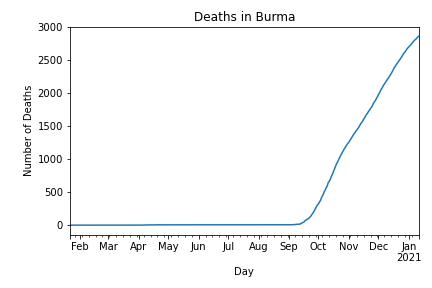 Deaths in Burma
3000
2500
2000
1500
1000
500
0
Number of Deaths
Feb Mar Apr May Jun Jul Aug Sep Oct Nov Dec Jan
2021
Day